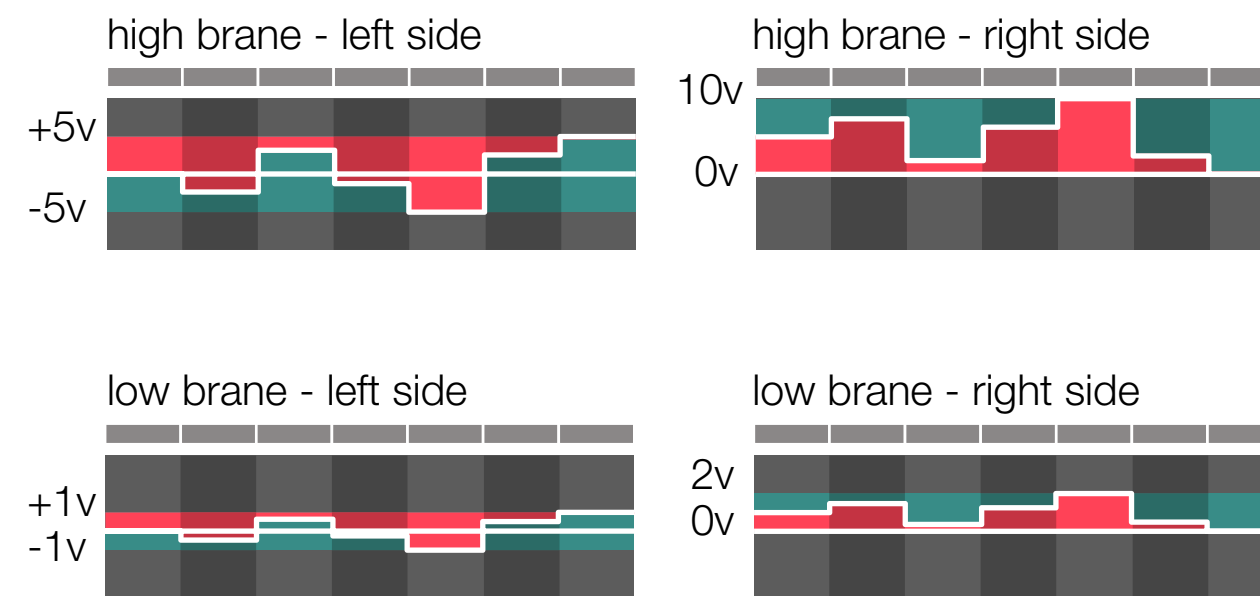 high brane - left side
+5v
-5v
high brane - right side
10v
0v
low brane - left side
+1v
-1v
low brane - right side
2v
0v